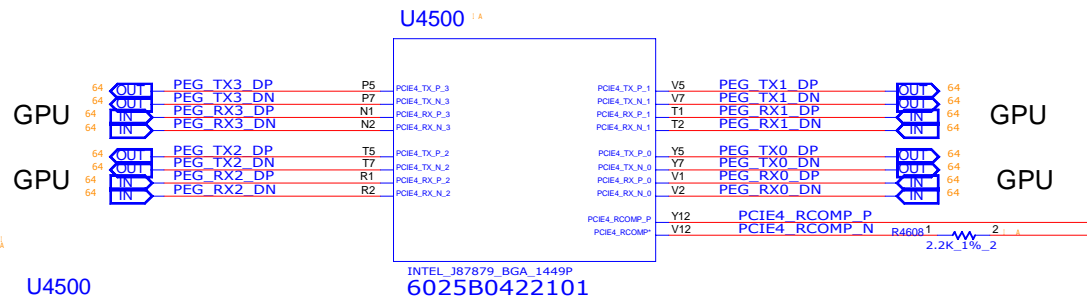 U4500
64 OUT PEG_TX3_DP P5 PCIE4_TX_P_3 PCIE4_TX_P_1 V5 PEG_TX1_DP OUT 64
64 OUT PEG_TX3_DN P7 PCIE4_TX_N_3 PCIE4_TX_N_1 V7 PEG_TX1_DN OUT 64
GPU 64 IN PEG_RX3_DP N1 PCIE4_RX_P_3 PCIE4_RX_P_1 T1 PEG_RX1_DP IN 64 GPU
64 IN PEG_RX3_DN N2 PCIE4_RX_N_3 PCIE4_RX_N_1 T2 PEG_RX1_DN IN 64
64 OUT PEG_TX2_DP T5 PCIE4_TX_P_2 PCIE4_TX_P_0 Y5 PEG_TX0_DP OUT 64
64 OUT PEG_TX2_DN T7 PCIE4_TX_N_2 PCIE4_TX_N_0 Y7 PEG_TX0_DN OUT 64
GPU 64 IN PEG_RX2_DP R1 PCIE4_RX_P_2 PCIE4_RX_P_0 V1 PEG_RX0_DP IN 64 GPU
64 IN PEG_RX2_DN R2 PCIE4_RX_N_2 PCIE4_RX_N_0 V2 PEG_RX0_DN IN 64
PCIE4_RCOMP_P Y12 PCIE4_RCOMP_P
PCIE4_RCOMP* V12 PCIE4_RCOMP_N R4608 1 2
2.2K_1%_2
INTEL_J87879_BGA_1449P
6025B0422101
U4500